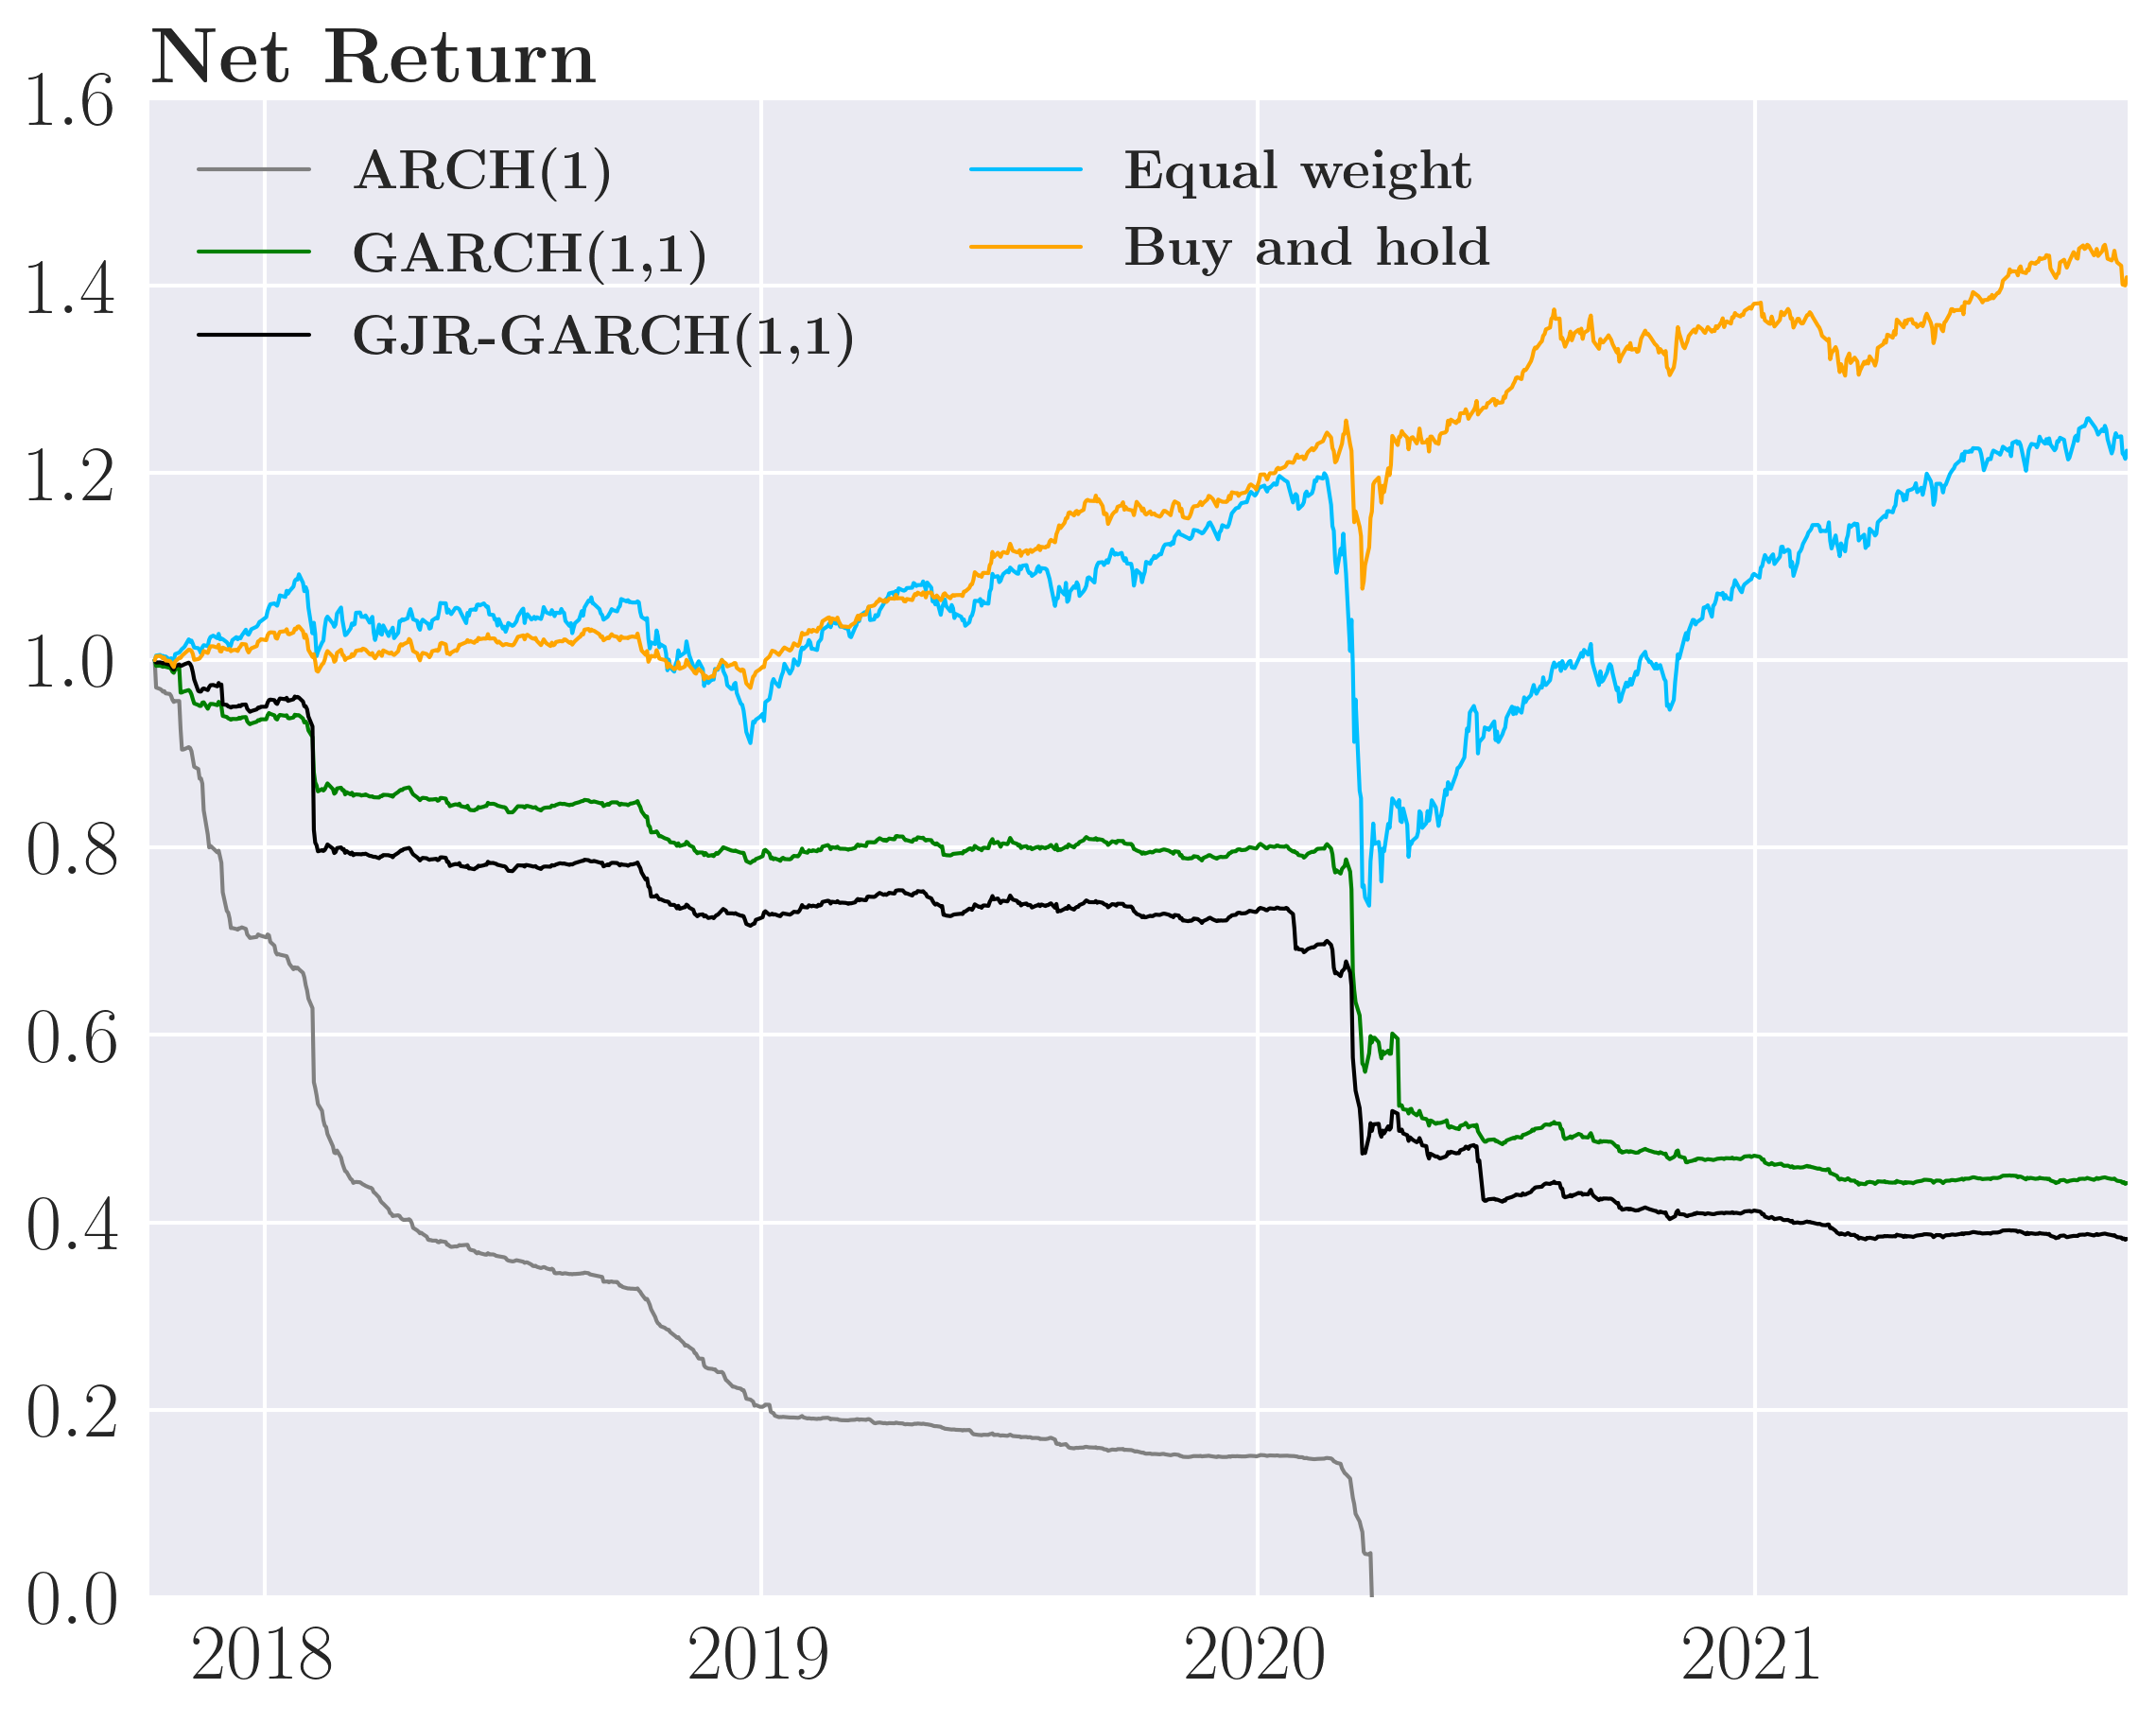 Net Return
1.6
1.4
1.2
1.0
0.8
0.6
0.4
0.2
0.0
ARCH(1)
GARCH(1,1)
GJR-GARCH(1,1)
Equal weight
Buy and hold
2018
2019
2020
2021